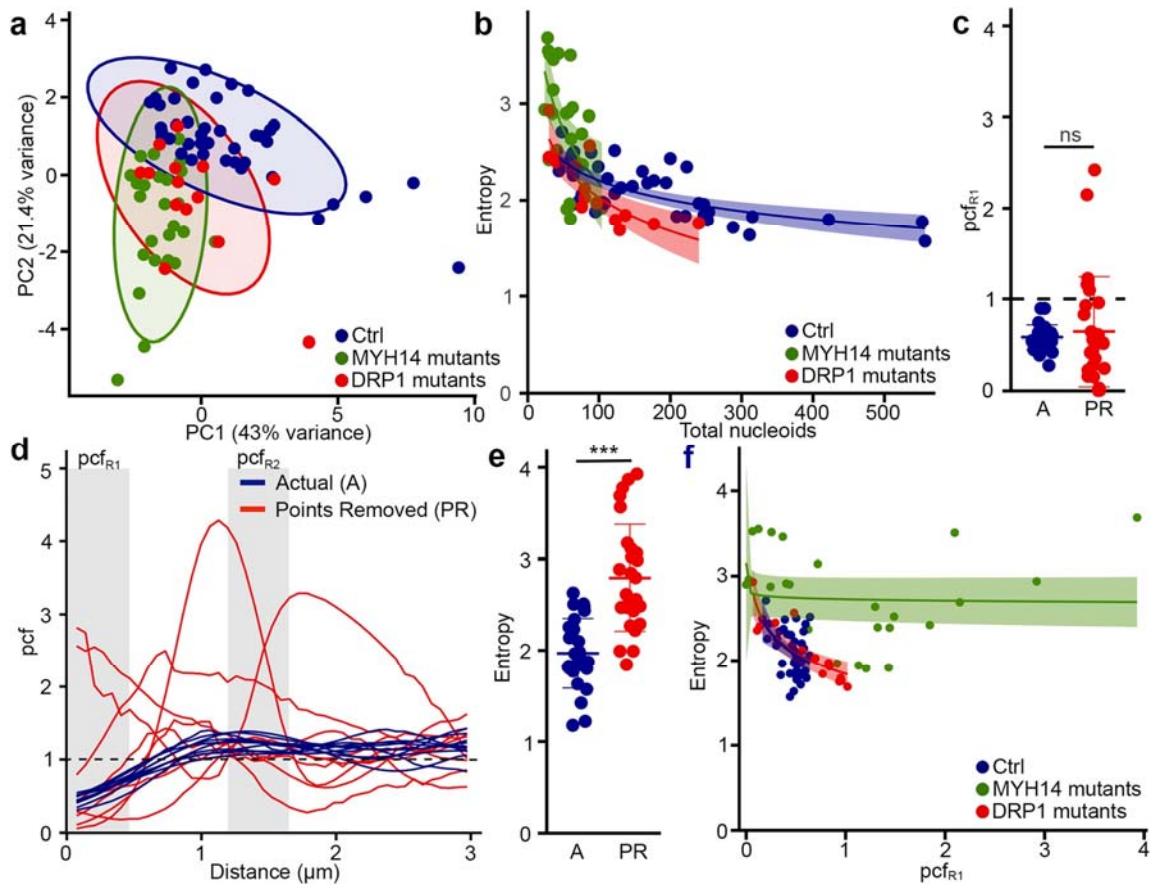 a
4
2
0
-2
-4
PC2 (21.4% variance)
0
5
10
PC1 (43% variance)
Ctrl
MYH14 mutants
DRP1 mutants
b
3
2
1
0
Entropy
0
100
200
300
400
500
Total nucleoids
Ctrl
MYH14 mutants
DRP1 mutants
c
4
3
2
1
0
pcfR1
ns
A
PR
d
pcfR1
pcfR2
5
4
3
2
1
0
pcf
Actual (A)
Points Removed (PR)
0
1
2
3
Distance (µm)
e
4
3
2
1
0
Entropy
***
A
PR
f
4
3
2
1
0
Entropy
Ctrl
MYH14 mutants
DRP1 mutants
0
1
2
3
4
pcfR1